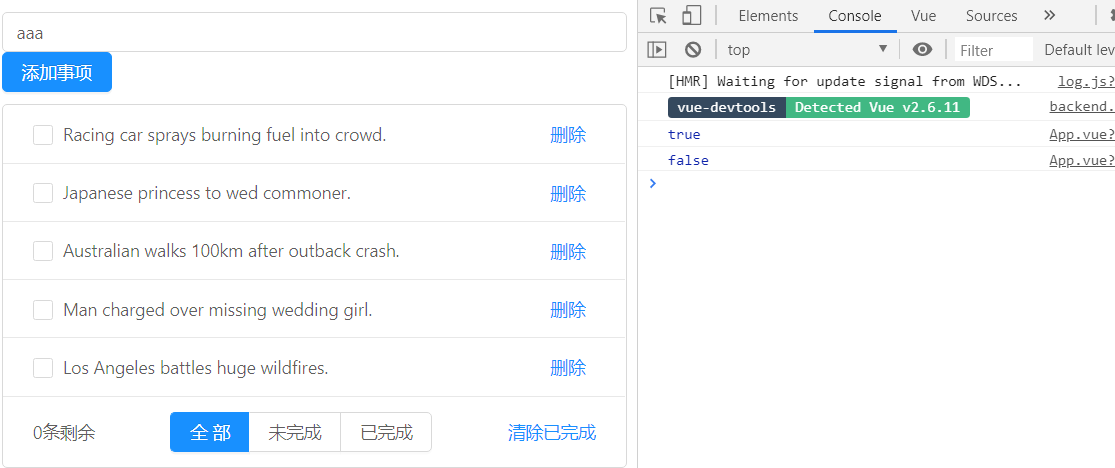 aaa
添加事项
Racing car sprays burning fuel into crowd. 删除
Japanese princess to wed commoner. 删除
Australian walks 100km after outback crash. 删除
Man charged over missing wedding girl. 删除
Los Angeles battles huge wildfires. 删除
0条剩余 全部 未完成 已完成 清除已完成
Elements Console Vue Sources
top Filter Default lev
[HMR] Waiting for update signal from WDS... log.js?
vue-devtools Detected Vue v2.6.11 backend.
true App.vue?
false App.vue?